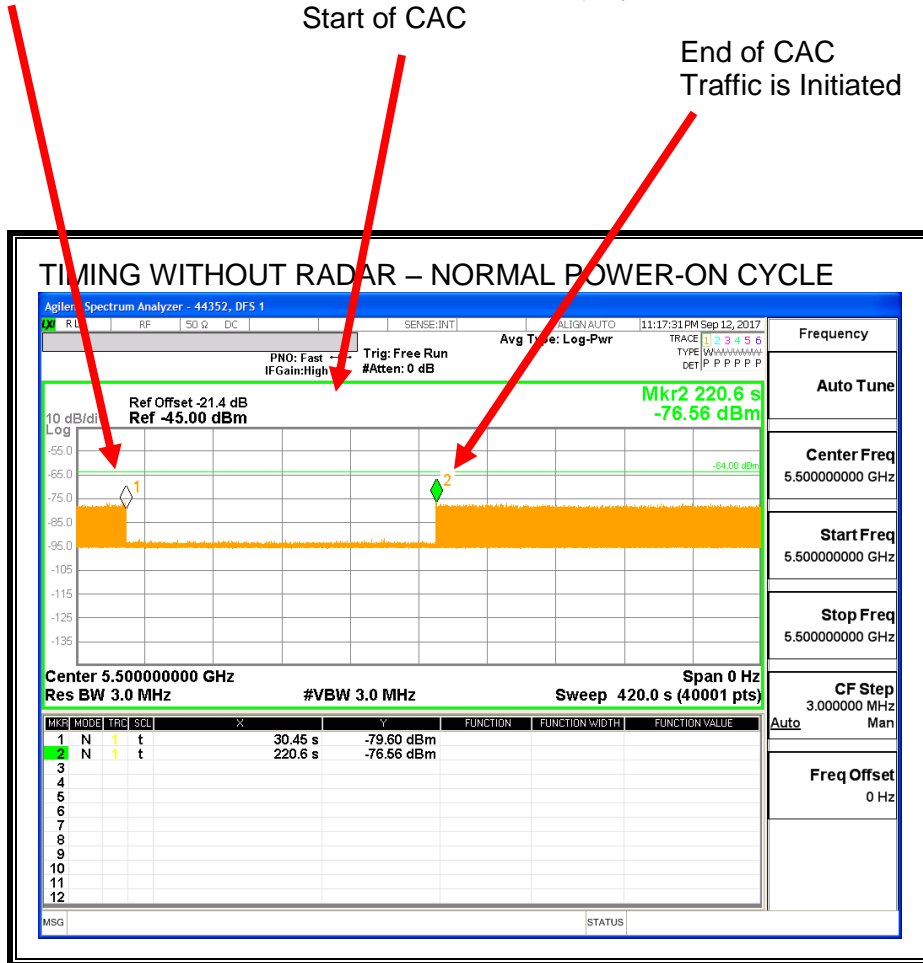 Start of CAC
End of CAC
Traffic is Initiated
TIMING WITHOUT RADAR – NORMAL POWER-ON CYCLE
Agilent Spectrum Analyzer - 44352, DFS 1
RF 50 Ω DC SENSE:INT ALIGN AUTO 11:17:31 PM Sep 12, 2017
Avg Type: Log-Pwr
TRACE 1 2 3 4 5 6
TYPE WWWWWW
DET P P P P P P
PNO: Fast
IFGain:High
Trig: Free Run
#Atten: 0 dB
Frequency
Ref Offset -21.4 dB
Ref -45.00 dBm
10 dB/div
Log
Mkr2 220.6 s
-76.56 dBm
-55.0
-65.0
-75.0
-85.0
-95.0
-105
-115
-125
-135
-64.00 dBm
1
2
Center 5.500000000 GHz
Span 0 Hz
Res BW 3.0 MHz
#VBW 3.0 MHz
Sweep 420.0 s (40001 pts)
MKR MODE TRC SCL X Y FUNCTION FUNCTION WIDTH FUNCTION VALUE
1 N 1 t 30.45 s -79.60 dBm
2 N 1 t 220.6 s -76.56 dBm
3
4
5
6
7
8
9
10
11
12
MSG
STATUS
Auto Tune
Center Freq
5.500000000 GHz
Start Freq
5.500000000 GHz
Stop Freq
5.500000000 GHz
CF Step
3.000000 MHz
Auto Man
Freq Offset
0 Hz